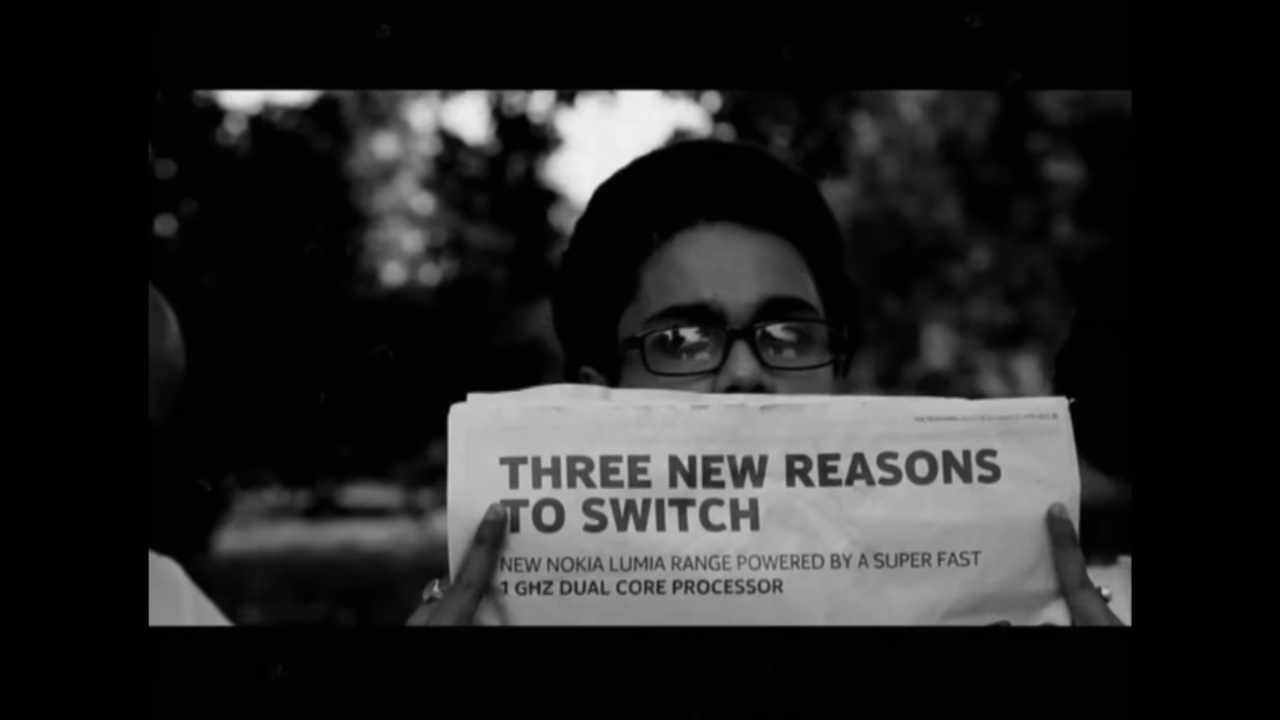 THREE NEW REASONS
TO SWITCH
NEW NOKIA LUMIA RANGE POWERED BY A SUPER FAST
1 GHZ DUAL CORE PROCESSOR